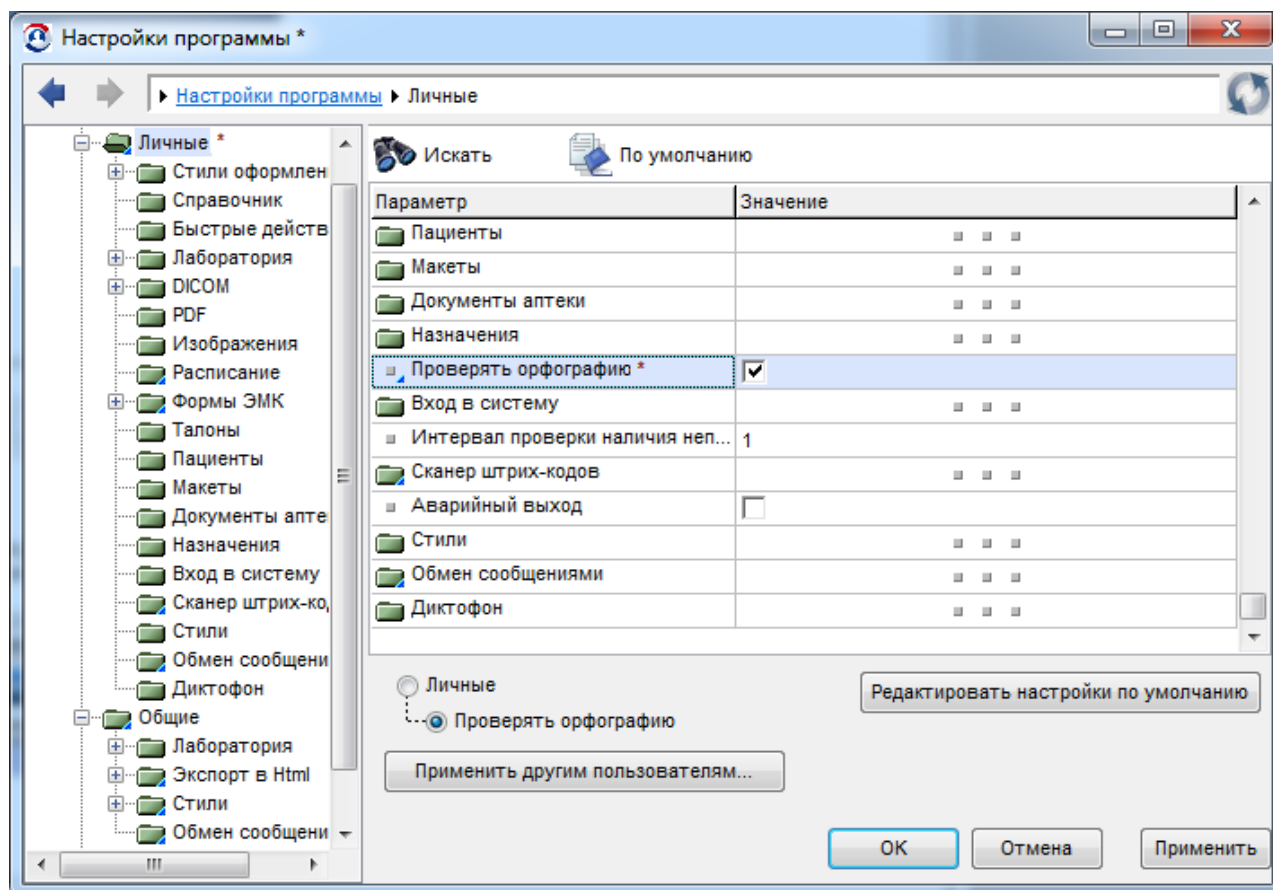 Настройки программы *
Настройки программы Личные
Личные *
Стили оформлен
Справочник
Быстрые действ
Лаборатория
DICOM
PDF
Изображения
Расписание
Формы ЭМК
Талоны
Пациенты
Макеты
Документы апте
Назначения
Вход в систему
Сканер штрих-ко
Стили
Обмен сообщени
Диктофон
Общие
Лаборатория
Экспорт в Html
Стили
Обмен сообщени
Искать По умолчанию
Параметр Значение
Пациенты
Макеты
Документы аптеки
Назначения
Проверять орфографию *
Вход в систему
Интервал проверки наличия неп... 1
Сканер штрих-кодов
Аварийный выход
Стили
Обмен сообщениями
Диктофон
Личные
Проверять орфографию
Редактировать настройки по умолчанию
Применить другим пользователям...
OK Отмена Применить